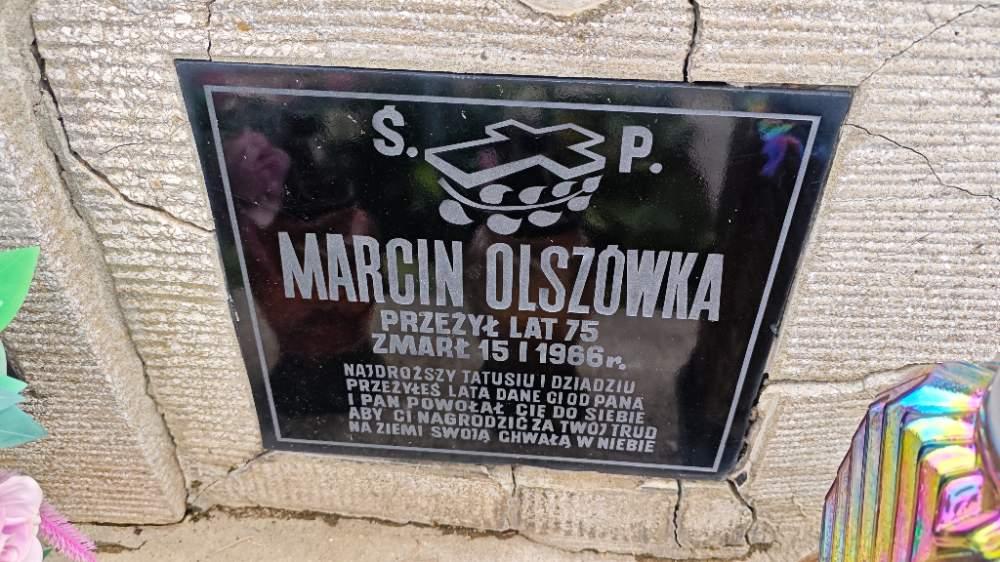 Ś. P.
MARCIN OLSZÓWKA
PRZEŻYŁ LAT 75
ZMARŁ 15 I 1966 r.
NAJDROŻSZY TATUSIU I DZIADZIU
PRZEŻYŁEŚ LATA DANE CI OD PANA
I PAN POWOŁAŁ CIĘ DO SIEBIE
ABY CI NAGRODZIĆ ZA TWÓJ TRUD
NA ZIEMI SWOJĄ CHWAŁĄ W NIEBIE